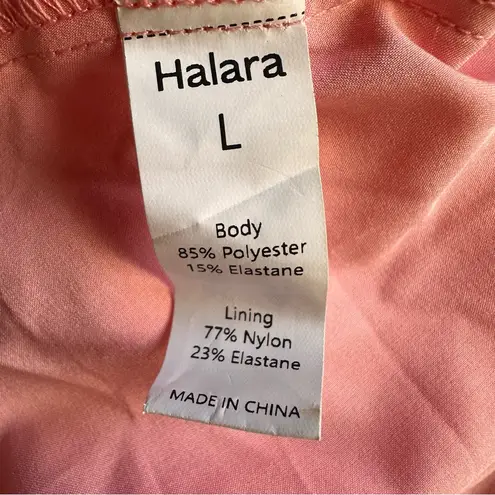 Halara
L
Body
85% Polyester
15% Elastane
Lining
77% Nylon
23% Elastane
MADE IN CHINA